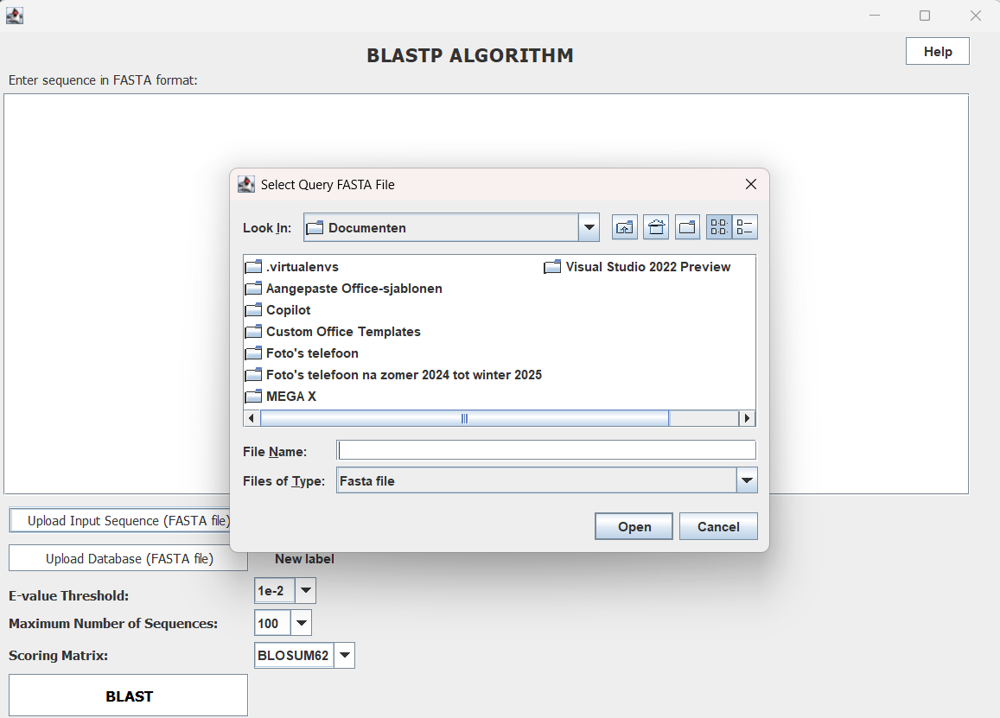 BLASTP ALGORITHM
Help
Enter sequence in FASTA format:
Select Query FASTA File
Look In: Documenten
.virtualenvs
Aangepaste Office-sjablonen
Copilot
Custom Office Templates
Foto's telefoon
Foto's telefoon na zomer 2024 tot winter 2025
MEGA X
Visual Studio 2022 Preview
File Name:
Files of Type: Fasta file
Open Cancel
Upload Input Sequence (FASTA file)
Upload Database (FASTA file) New label
E-value Threshold: 1e-2
Maximum Number of Sequences: 100
Scoring Matrix: BLOSUM62
BLAST